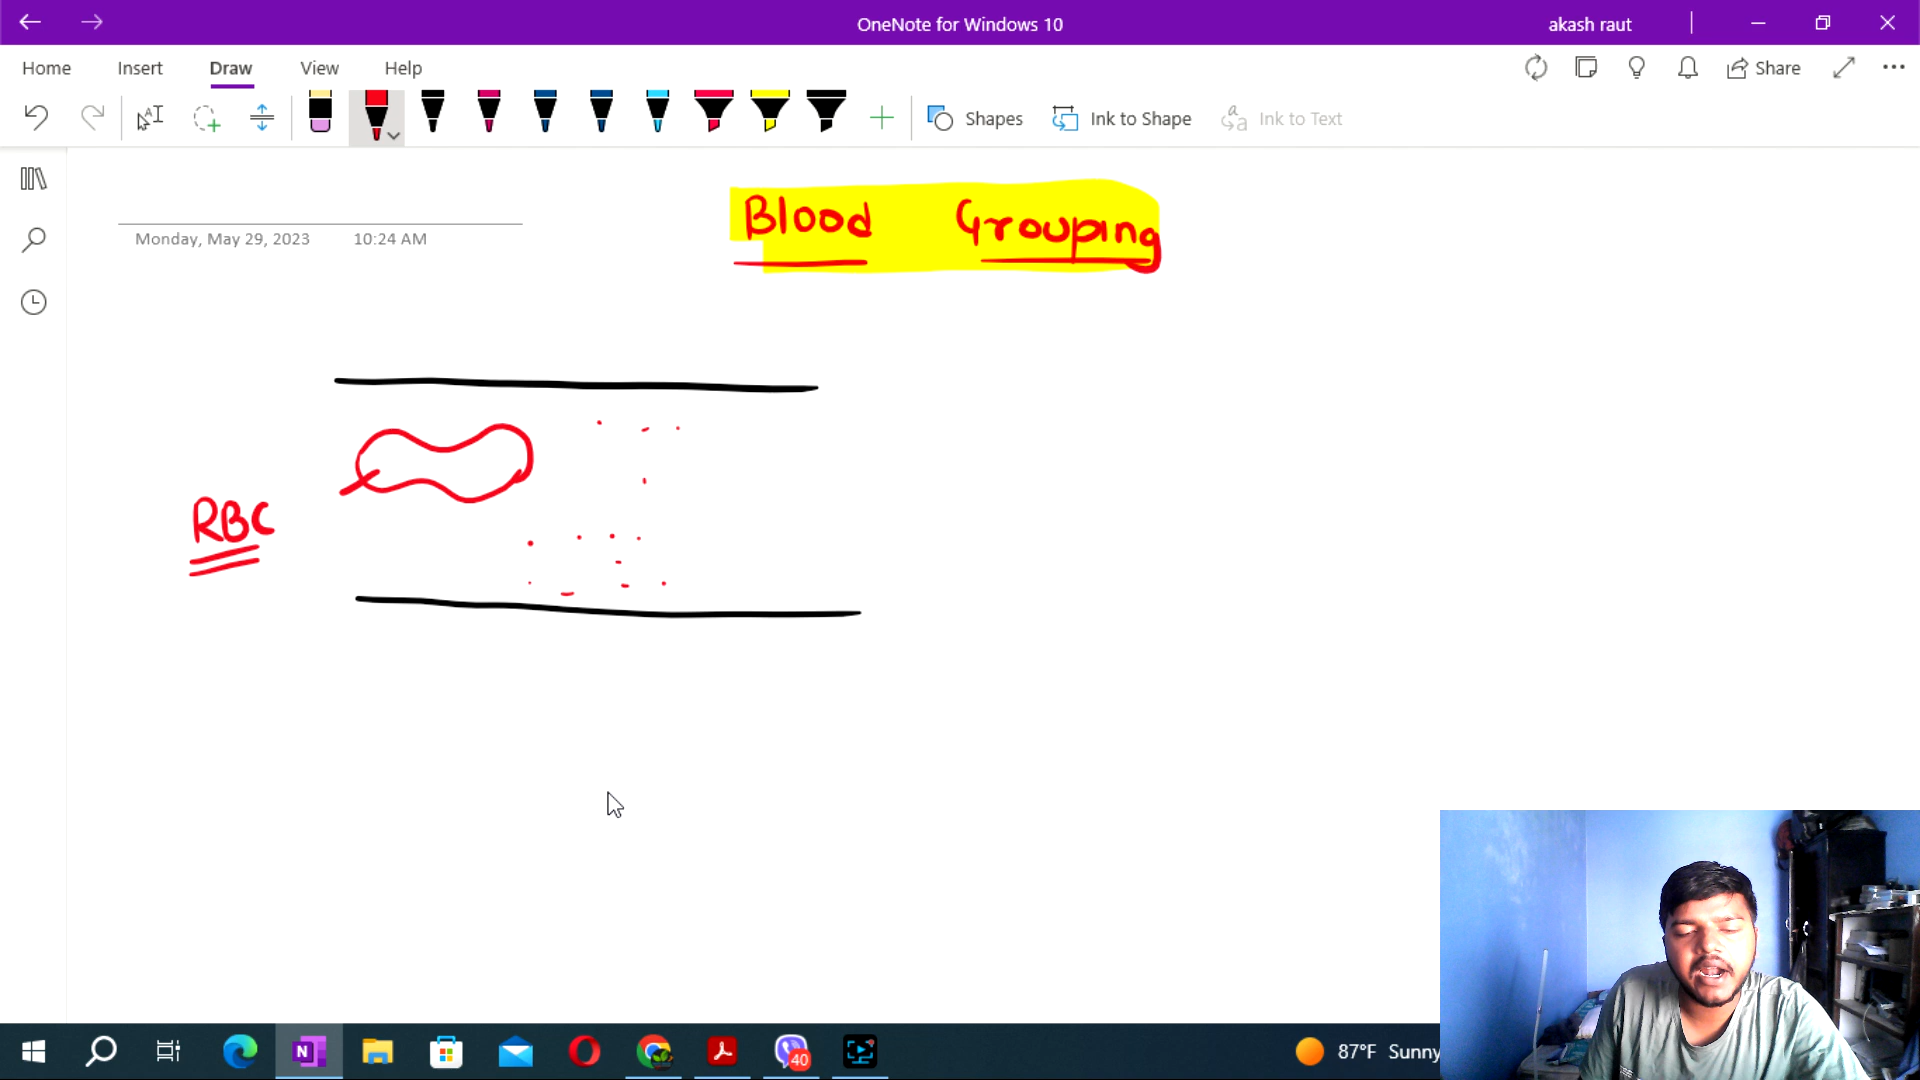 OneNote for Windows 10
akash raut
Home Insert Draw View Help
Share
Shapes Ink to Shape Ink to Text
Blood Grouping
Monday, May 29, 2023 10:24 AM
RBC
40
87°F Sunny